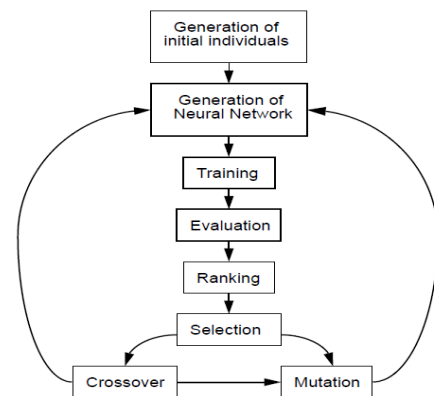 Generation of
initial individuals
Generation of
Neural Network
Training
Evaluation
Ranking
Selection
Crossover
Mutation